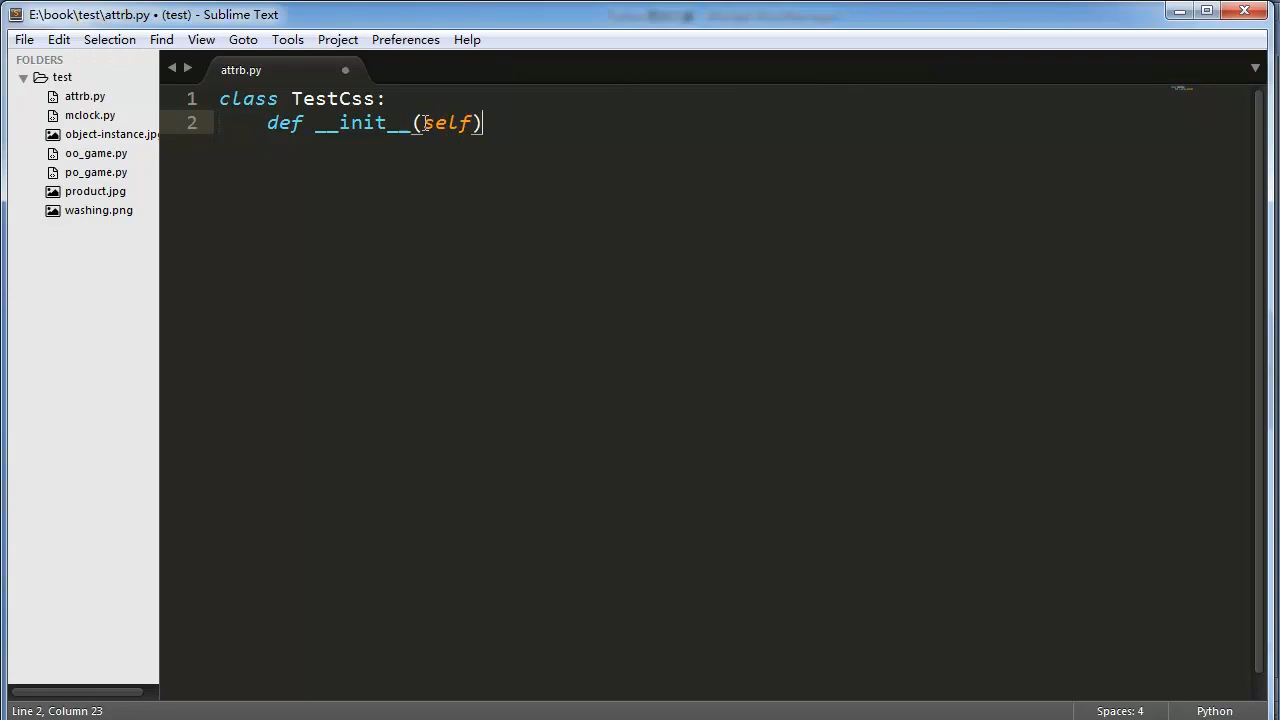 E:\book\test\attrb.py • (test) - Sublime Text
File Edit Selection Find View Goto Tools Project Preferences Help
FOLDERS
test
attrb.py
mclock.py
object-instance.jpg
oo_game.py
po_game.py
product.jpg
washing.png
attrb.py
1 class TestCss:
2 def __init__(self)
Line 2, Column 23
Spaces: 4
Python